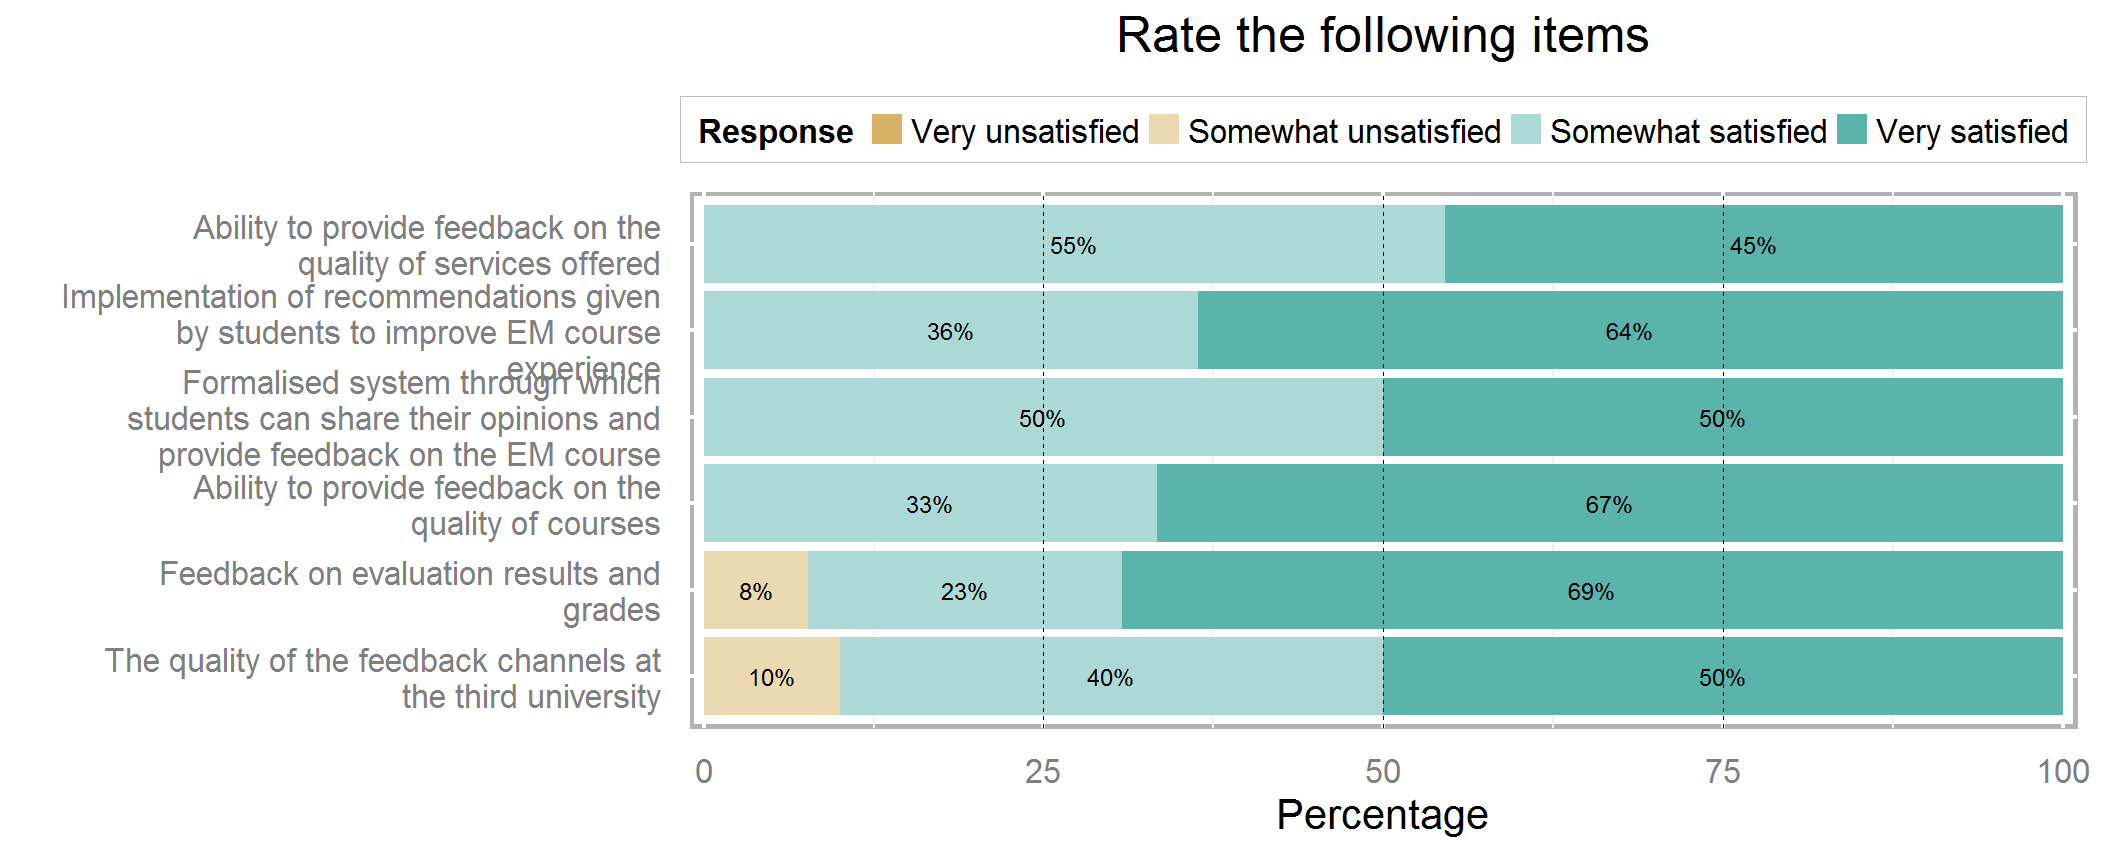 Rate the following items
Response Very unsatisfied Somewhat unsatisfied Somewhat satisfied Very satisfied
Ability to provide feedback on the
quality of services offered
55% 45%
Implementation of recommendations given
by students to improve EM course
experience
36% 64%
Formalised system through which
students can share their opinions and
provide feedback on the EM course
50% 50%
Ability to provide feedback on the
quality of courses
33% 67%
Feedback on evaluation results and
grades
8% 23% 69%
The quality of the feedback channels at
the third university
10% 40% 50%
0 25 50 75 100
Percentage